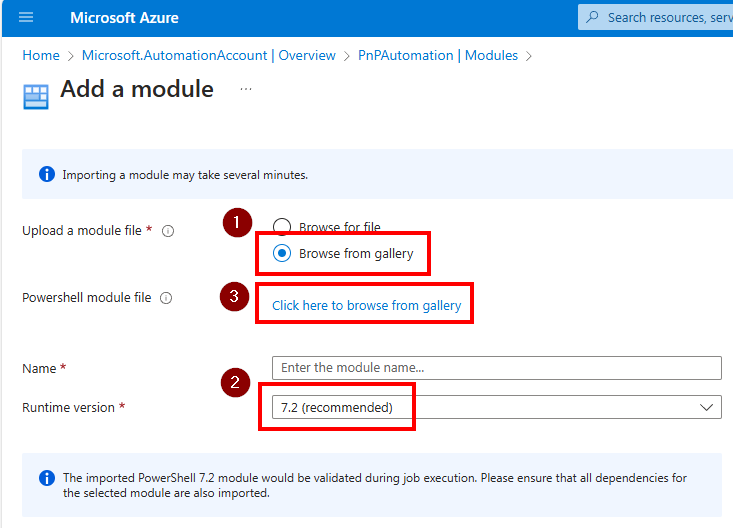 Microsoft Azure
Search resources, serv
Home > Microsoft.AutomationAccount | Overview > PnPAutomation | Modules >
Add a module ...
Importing a module may take several minutes.
1
Upload a module file *
Browse for file
Browse from gallery
3
Powershell module file
Click here to browse from gallery
Name *
Enter the module name...
2
Runtime version *
7.2 (recommended)
The imported PowerShell 7.2 module would be validated during job execution. Please ensure that all dependencies for
the selected module are also imported.